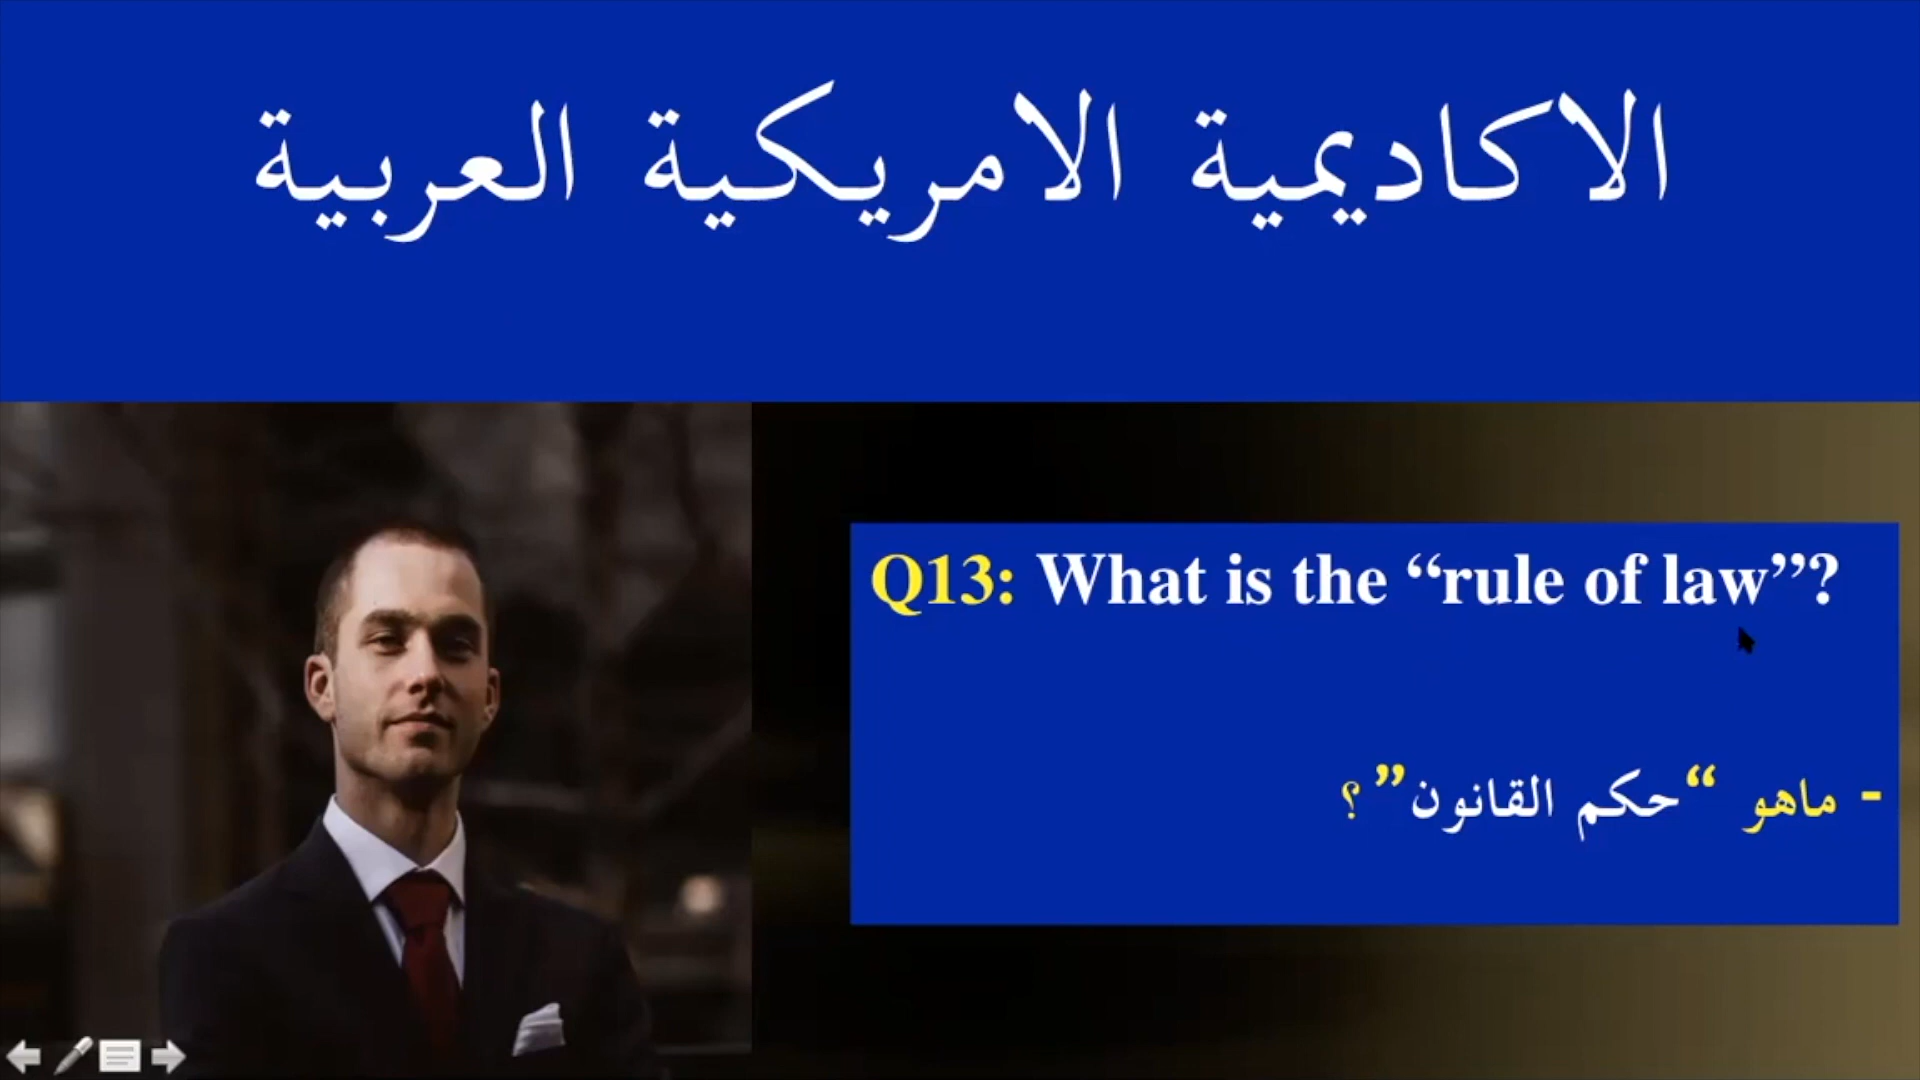 الاكاديمية الامريكية العربية
Q13: What is the “rule of law”?
- ماهو “حكم القانون” ؟